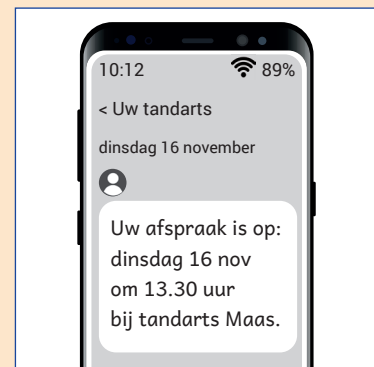 10:12 89%
< Uw tandarts
dinsdag 16 november
Uw afspraak is op:
dinsdag 16 nov
om 13.30 uur
bij tandarts Maas.